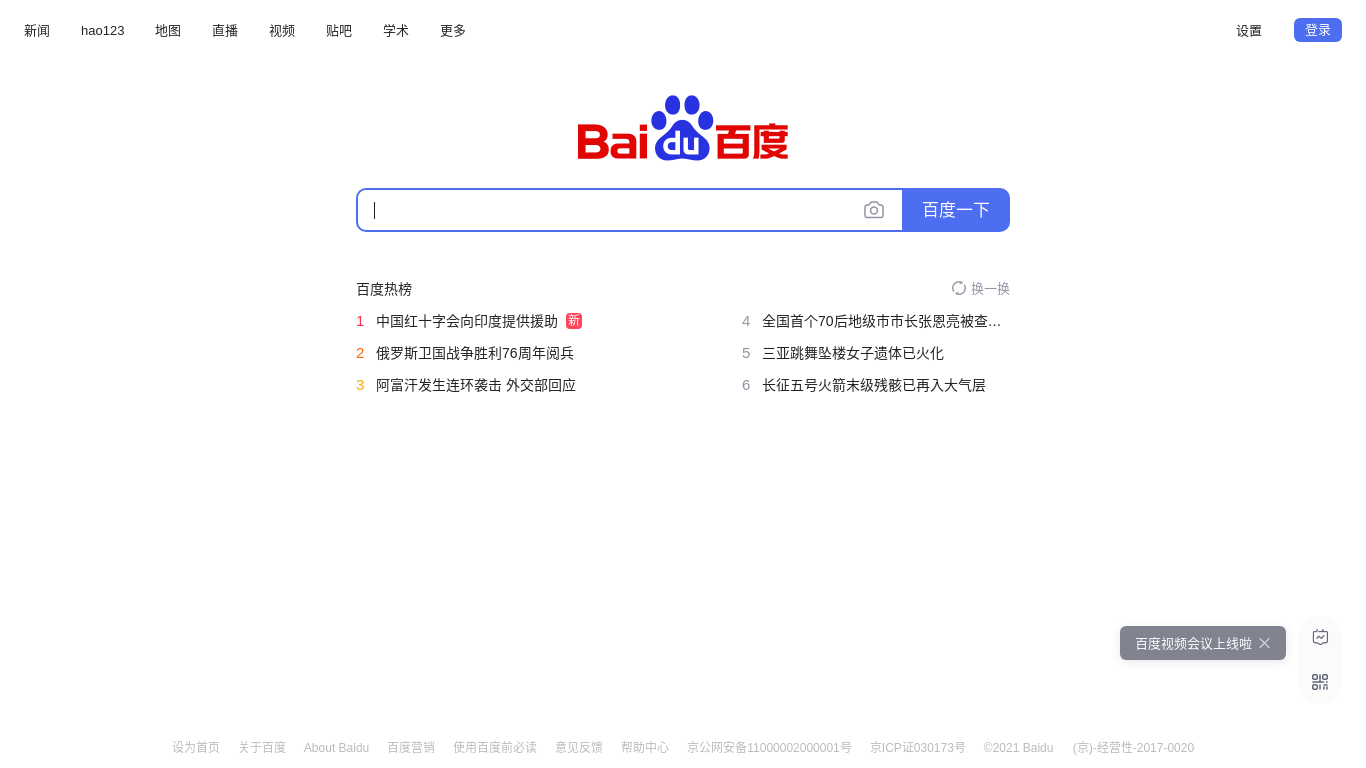 新闻 hao123 地图 直播 视频 贴吧 学术 更多 设置 登录
Bai du 百度
百度一下
百度热榜 换一换
1 中国红十字会向印度提供援助 新
2 俄罗斯卫国战争胜利76周年阅兵
3 阿富汗发生连环袭击 外交部回应
4 全国首个70后地级市市长张恩亮被查…
5 三亚跳舞坠楼女子遗体已火化
6 长征五号火箭末级残骸已再入大气层
百度视频会议上线啦
设为首页 关于百度 About Baidu 百度营销 使用百度前必读 意见反馈 帮助中心 京公网安备11000002000001号 京ICP证030173号 ©2021 Baidu (京)-经营性-2017-0020